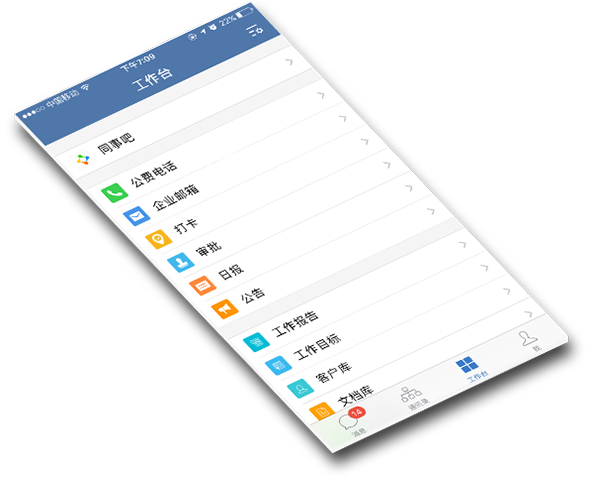 中国移动 下午7:09 22%
工作台
同事吧
公费电话
企业邮箱
打卡
审批
日报
公告
工作报告
工作目标
客户库
文档库
14
消息 通讯录 工作台 我